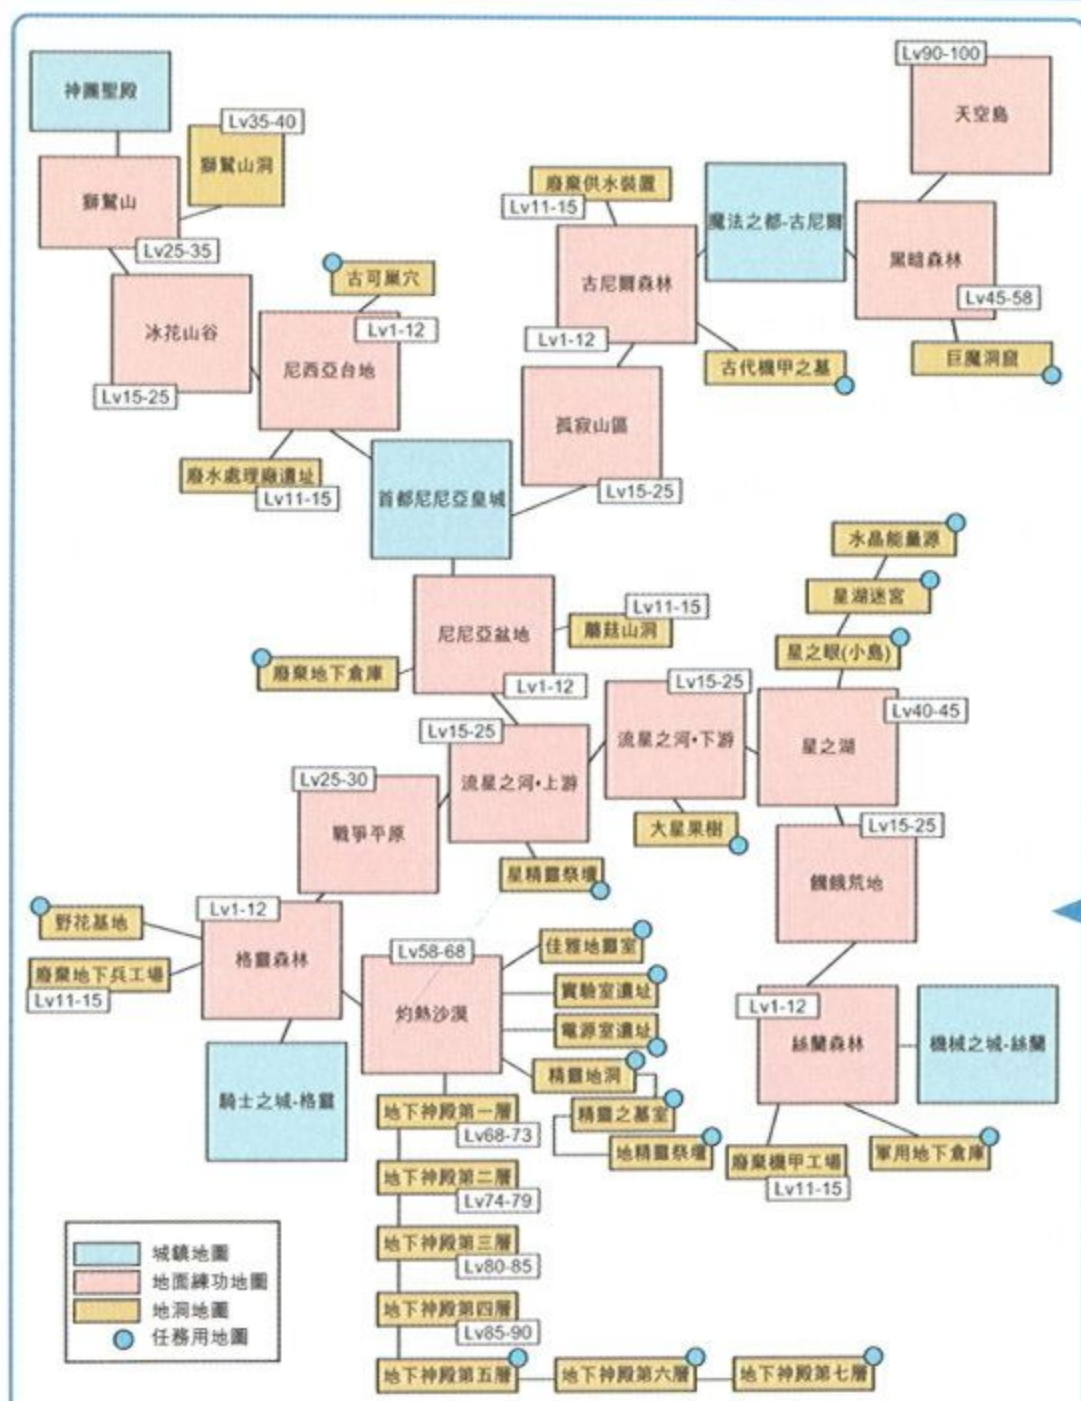 神團聖殿
Lv35-40
獅鷲山洞
獅鷲山
Lv25-35
冰花山谷
Lv15-25
古可巢穴
Lv1-12
尼西亞台地
廢水處理廠遺址
Lv11-15
首都尼尼亞皇城
廢棄供水裝置
Lv11-15
古尼爾森林
Lv1-12
魔法之都-古尼爾
古代機甲之墓
孤寂山區
Lv15-25
Lv90-100
天空島
黑暗森林
Lv45-58
巨魔洞窟
尼尼亞盆地
Lv1-12
Lv11-15
蘑菇山洞
廢棄地下倉庫
水晶能量源
星湖迷宮
星之眼(小島)
Lv40-45
星之湖
Lv15-25
流星之河·下游
大星果樹
Lv15-25
流星之河·上游
星精靈祭壇
Lv25-30
戰爭平原
Lv15-25
饑餓荒地
Lv1-12
格靈森林
野花基地
廢棄地下兵工場
Lv11-15
騎士之城-格靈
Lv58-68
灼熱沙漠
佳雅地靈室
實驗室遺址
電源室遺址
精靈地洞
精靈之墓室
地精靈祭壇
Lv1-12
絲蘭森林
機械之城-絲蘭
廢棄機甲工場
Lv11-15
軍用地下倉庫
地下神殿第一層
Lv68-73
地下神殿第二層
Lv74-79
地下神殿第三層
Lv80-85
地下神殿第四層
Lv85-90
地下神殿第五層
地下神殿第六層
地下神殿第七層
城鎮地圖
地面練功地圖
地洞地圖
任務用地圖